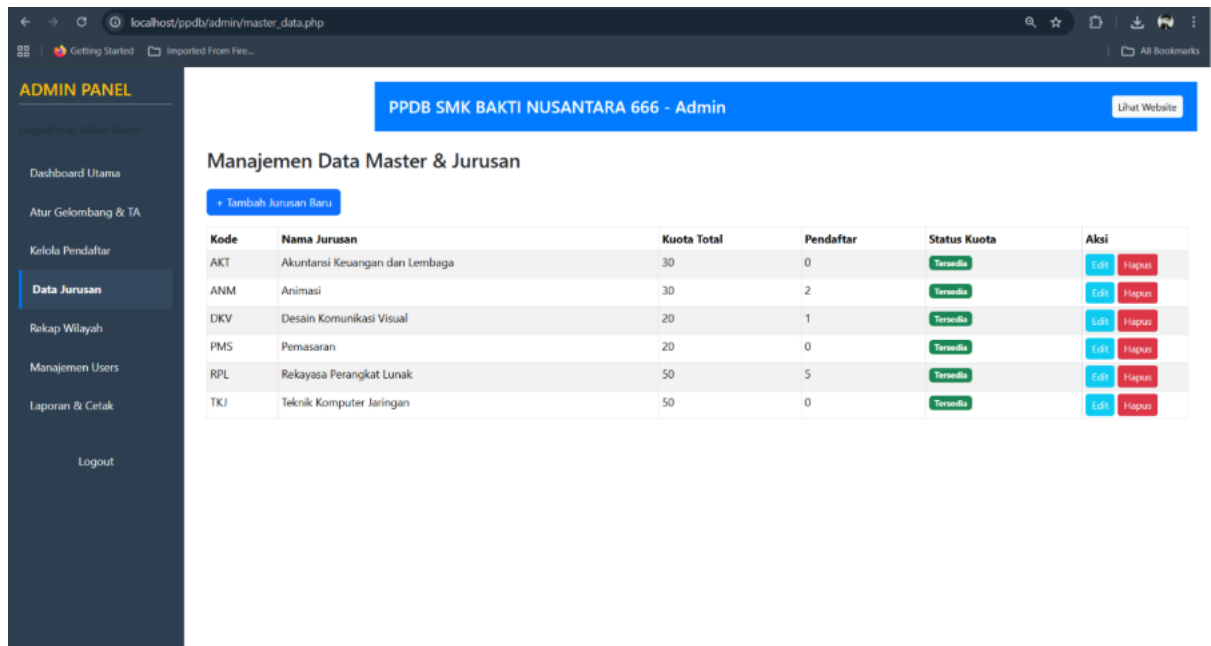 localhost/ppdb/admin/master_data.php
Getting Started Imported From Fire... All Bookmarks
ADMIN PANEL
Logged in as: Admin Utama
Dashboard Utama
Atur Gelombang & TA
Kelola Pendaftar
Data Jurusan
Rekap Wilayah
Manajemen Users
Laporan & Cetak
Logout
PPDB SMK BAKTI NUSANTARA 666 - Admin Lihat Website
Manajemen Data Master & Jurusan
+ Tambah Jurusan Baru
Kode Nama Jurusan Kuota Total Pendaftar Status Kuota Aksi
AKT Akuntansi Keuangan dan Lembaga 30 0 Tersedia Edit Hapus
ANM Animasi 30 2 Tersedia Edit Hapus
DKV Desain Komunikasi Visual 20 1 Tersedia Edit Hapus
PMS Pemasaran 20 0 Tersedia Edit Hapus
RPL Rekayasa Perangkat Lunak 50 5 Tersedia Edit Hapus
TKJ Teknik Komputer Jaringan 50 0 Tersedia Edit Hapus